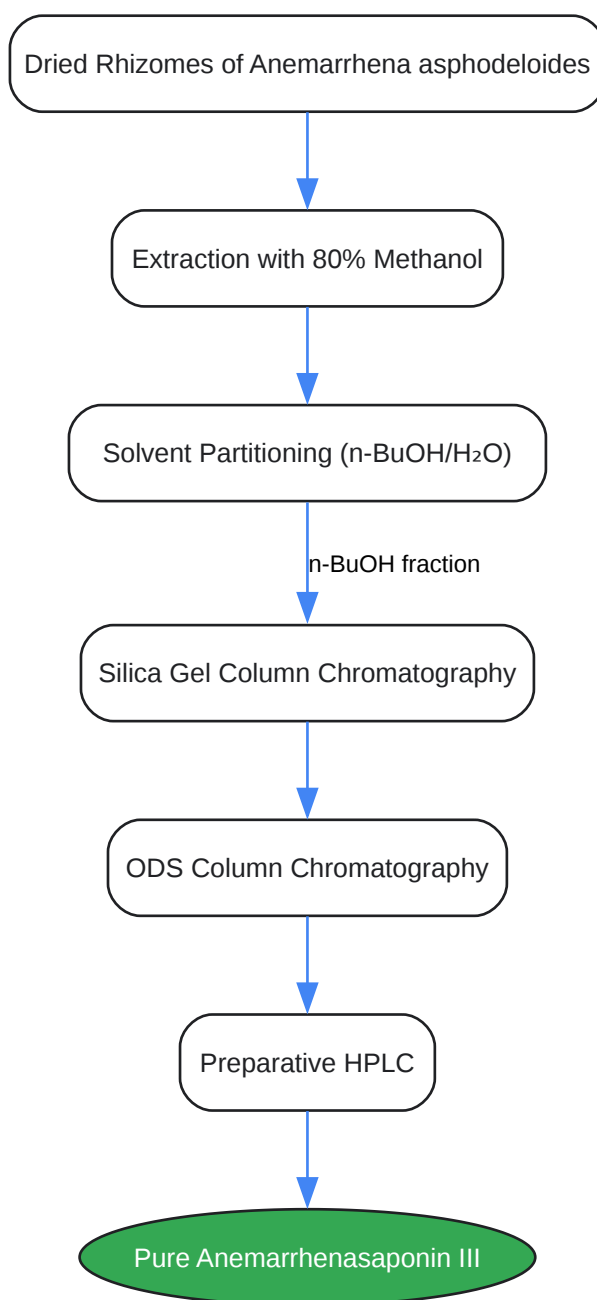 Dried Rhizomes of Anemarrhena asphodeloides
Extraction with 80% Methanol
Solvent Partitioning (n-BuOH/H₂O)
n-BuOH fraction
Silica Gel Column Chromatography
ODS Column Chromatography
Preparative HPLC
Pure Anemarrhenasaponin III